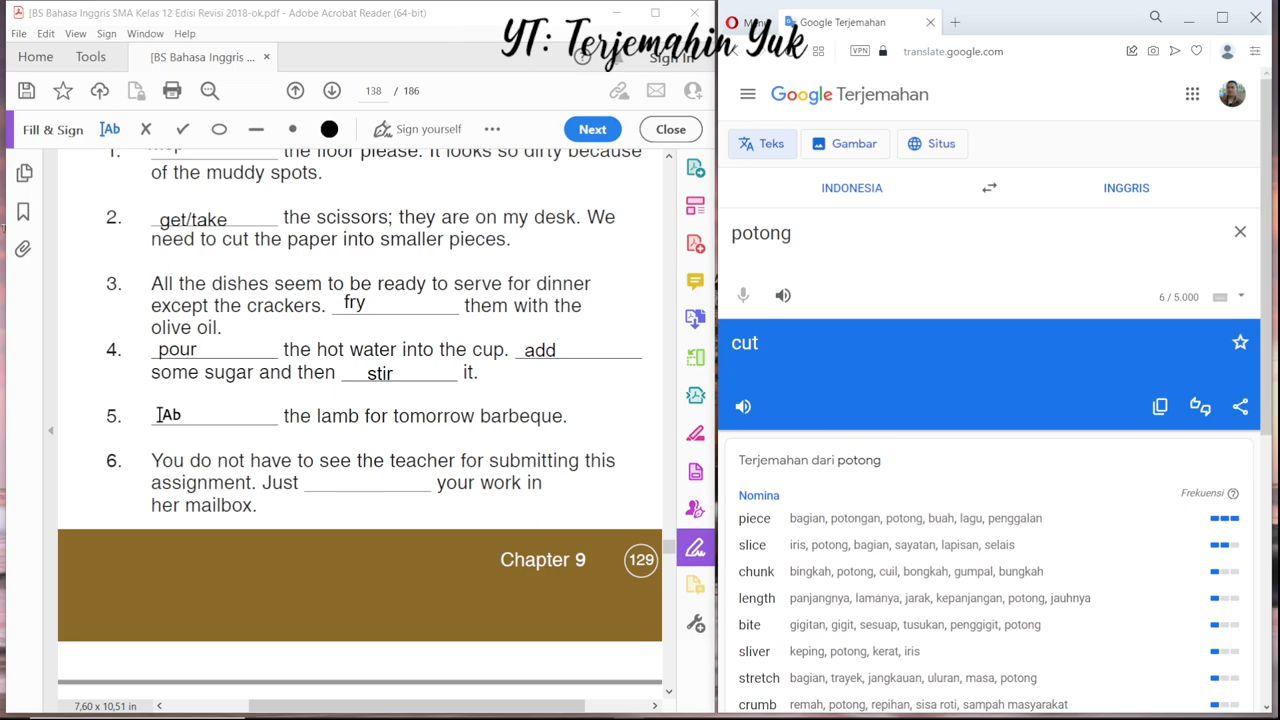 [BS Bahasa Inggris SMA Kelas 12 Edisi Revisi 2018-ok.pdf - Adobe Acrobat Reader (64-bit)
File Edit View Sign Window Help
Home Tools [BS Bahasa Inggris ... × Sign In
138 / 186
Fill & Sign Ab Sign yourself Next Close
1. the floor please. It looks so dirty because
of the muddy spots.
2. get/take the scissors; they are on my desk. We
need to cut the paper into smaller pieces.
3. All the dishes seem to be ready to serve for dinner
except the crackers. fry them with the
olive oil.
4. pour the hot water into the cup. add
some sugar and then stir it.
5. Ab the lamb for tomorrow barbeque.
6. You do not have to see the teacher for submitting this
assignment. Just your work in
her mailbox.
Chapter 9 129
7,60 x 10,51 in
YT: Terjemahin Yuk
Google Terjemahan
VPN translate.google.com
Google Terjemahan
Teks Gambar Situs
INDONESIA INGGRIS
potong
6 / 5.000
cut
Terjemahan dari potong
Nomina Frekuensi
piece bagian, potongan, potong, buah, lagu, penggalan
slice iris, potong, bagian, sayatan, lapisan, selais
chunk bingkah, potong, cuil, bongkah, gumpal, bungkah
length panjangnya, lamanya, jarak, kepanjangan, potong, jauhnya
bite gigitan, gigit, sesuap, tusukan, penggigit, potong
sliver keping, potong, kerat, iris
stretch bagian, trayek, jangkauan, uluran, masa, potong
crumb remah, potong, repihan, sisa roti, sampah masyarakat